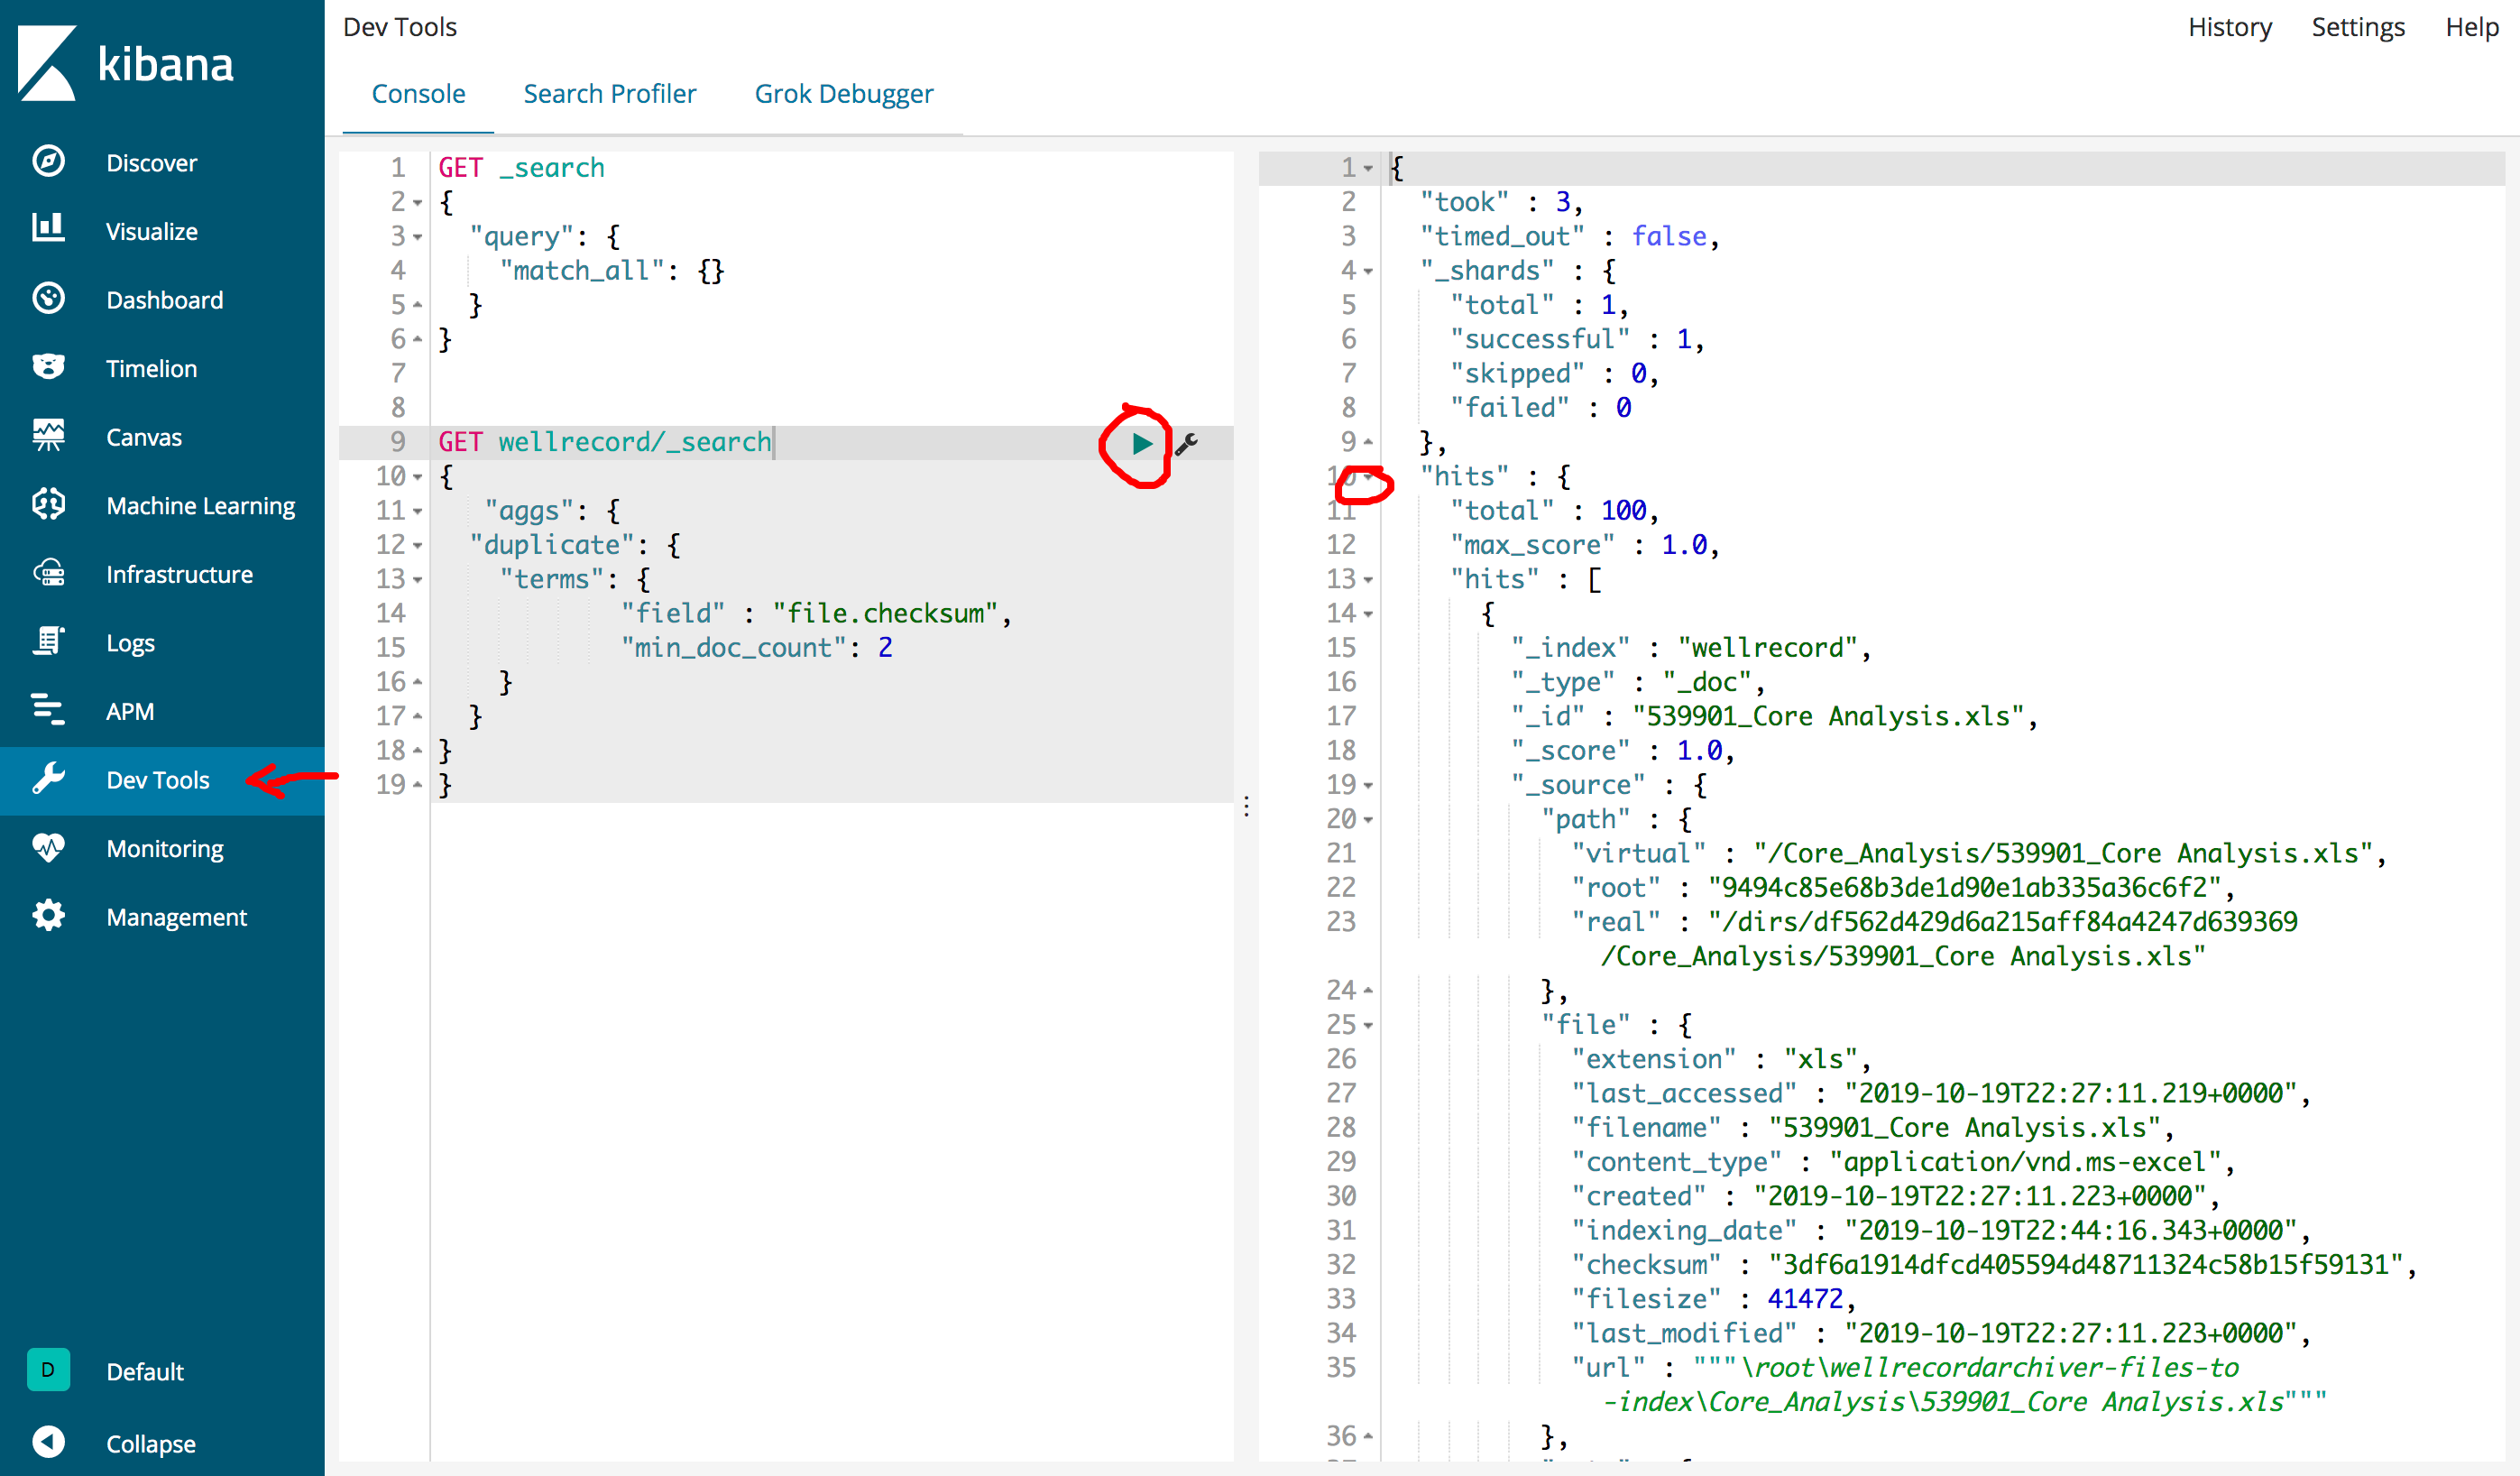 kibana
Discover
Visualize
Dashboard
Timelion
Canvas
Machine Learning
Infrastructure
Logs
APM
Dev Tools
Monitoring
Management
D Default
Collapse
Dev Tools
History Settings Help
Console Search Profiler Grok Debugger
1 GET _search
2 {
3 "query": {
4 "match_all": {}
5 }
6 }
7
8
9 GET wellrecord/_search
10 {
11 "aggs": {
12 "duplicate": {
13 "terms": {
14 "field" : "file.checksum",
15 "min_doc_count": 2
16 }
17 }
18 }
19 }
1 {
2 "took" : 3,
3 "timed_out" : false,
4 "_shards" : {
5 "total" : 1,
6 "successful" : 1,
7 "skipped" : 0,
8 "failed" : 0
9 },
10 "hits" : {
11 "total" : 100,
12 "max_score" : 1.0,
13 "hits" : [
14 {
15 "_index" : "wellrecord",
16 "_type" : "_doc",
17 "_id" : "539901_Core Analysis.xls",
18 "_score" : 1.0,
19 "_source" : {
20 "path" : {
21 "virtual" : "/Core_Analysis/539901_Core Analysis.xls",
22 "root" : "9494c85e68b3de1d90e1ab335a36c6f2",
23 "real" : "/dirs/df562d429d6a215aff84a4247d639369
/Core_Analysis/539901_Core Analysis.xls"
24 },
25 "file" : {
26 "extension" : "xls",
27 "last_accessed" : "2019-10-19T22:27:11.219+0000",
28 "filename" : "539901_Core Analysis.xls",
29 "content_type" : "application/vnd.ms-excel",
30 "created" : "2019-10-19T22:27:11.223+0000",
31 "indexing_date" : "2019-10-19T22:44:16.343+0000",
32 "checksum" : "3df6a1914dfcd405594d48711324c58b15f59131",
33 "filesize" : 41472,
34 "last_modified" : "2019-10-19T22:27:11.223+0000",
35 "url" : """\root\wellrecordarchiver-files-to
-index\Core_Analysis\539901_Core Analysis.xls"""
36 },